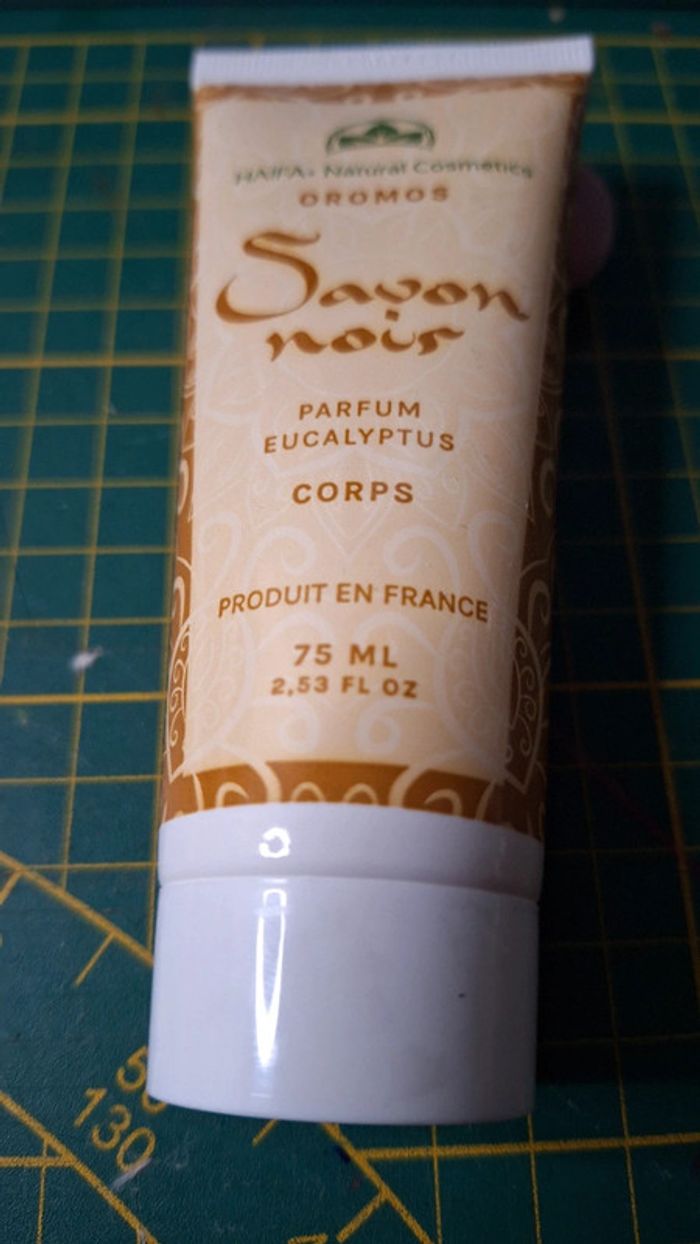 HAIFA+ Natural Cosmetics
OROMOS
Savon
noir
PARFUM
EUCALYPTUS
CORPS
PRODUIT EN FRANCE
75 ML
2,53 FL OZ
130